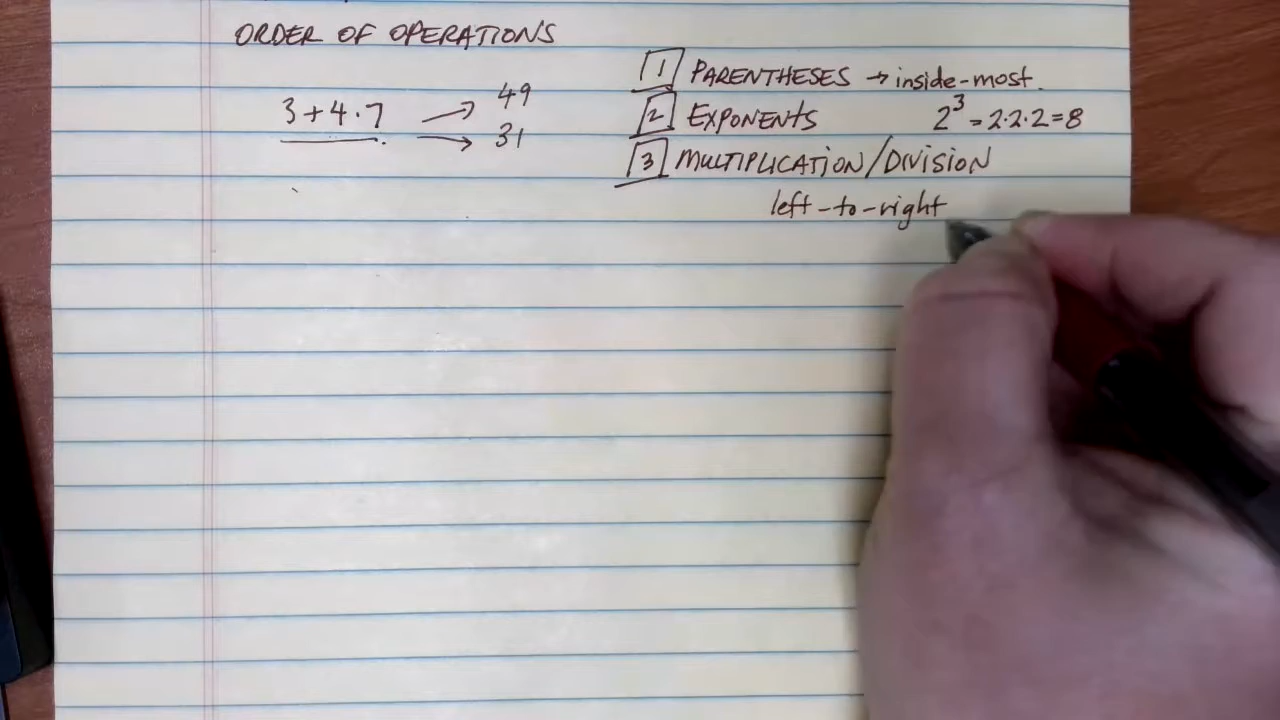 ORDER OF OPERATIONS
3 + 4 · 7 → 49
→ 31
1 PARENTHESES → inside-most.
2 EXPONENTS 2³ = 2·2·2 = 8
3 MULTIPLICATION/DIVISION
left-to-right